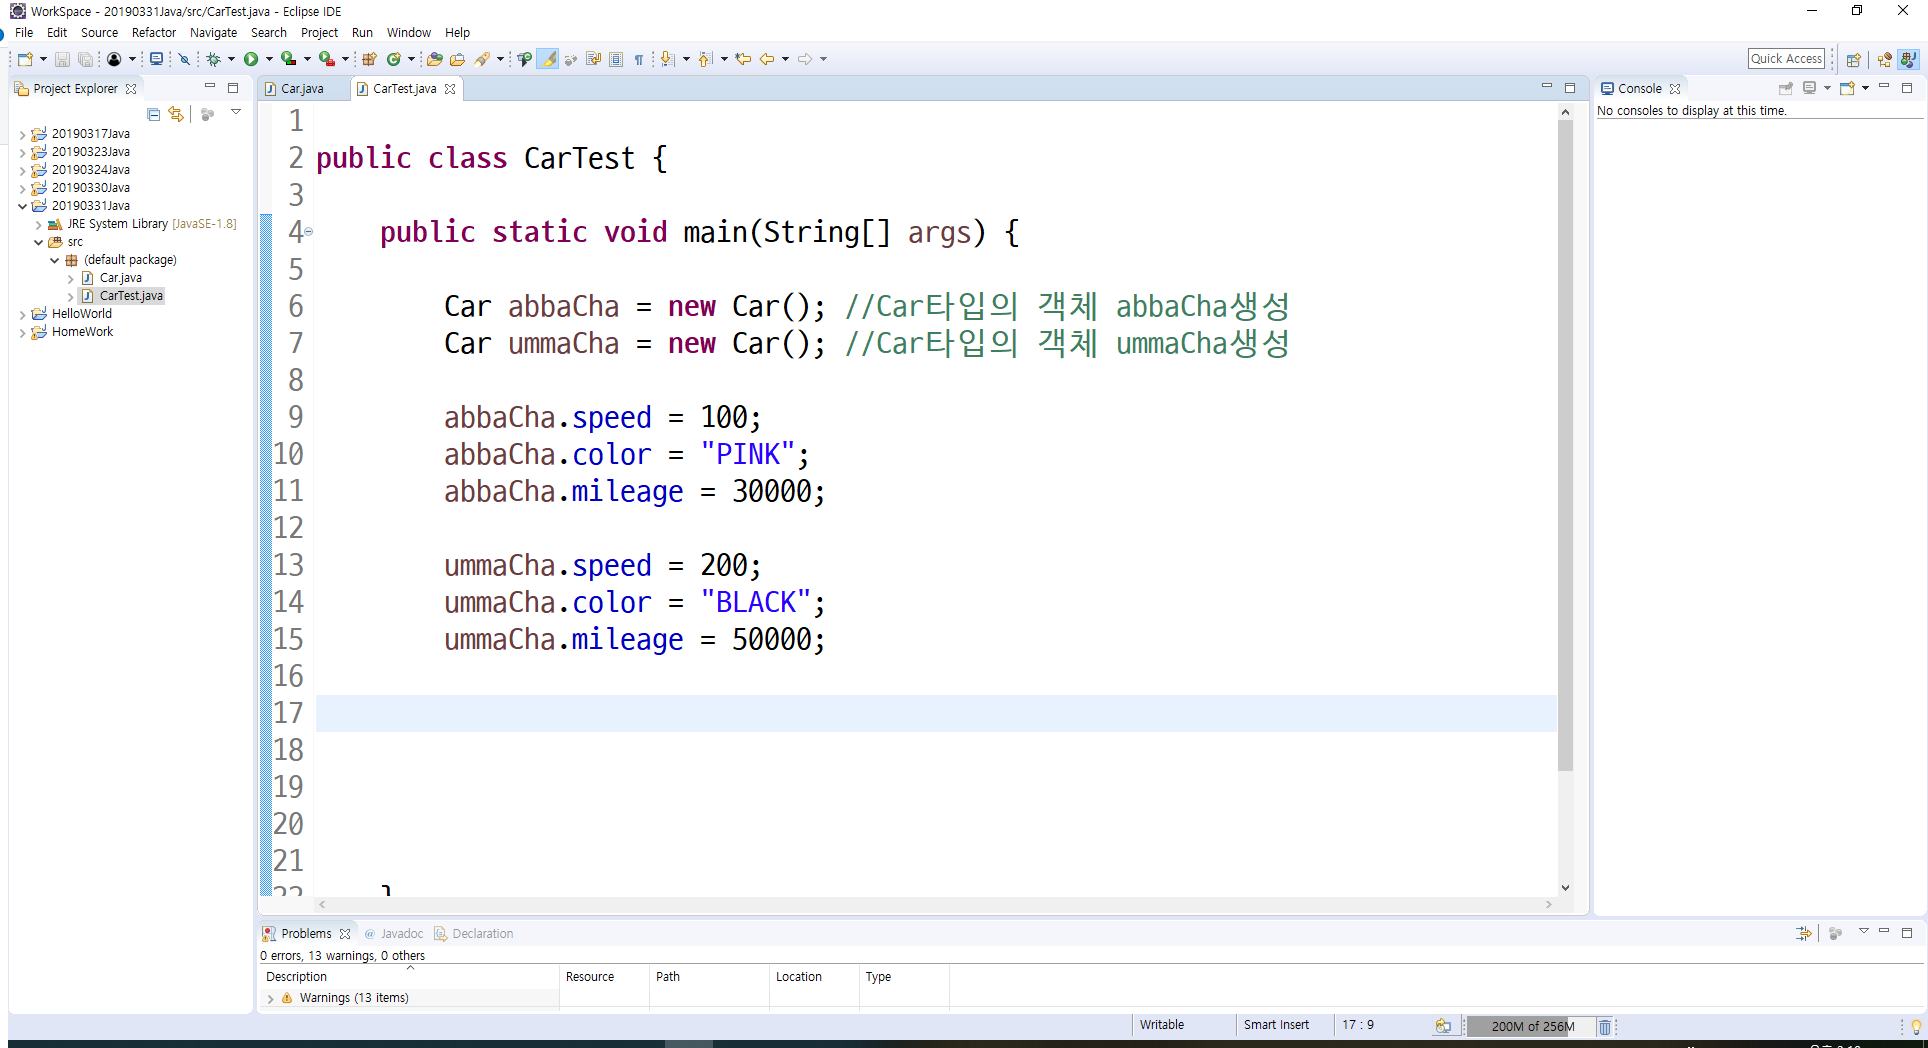 WorkSpace - 20190331Java/src/CarTest.java - Eclipse IDE
File Edit Source Refactor Navigate Search Project Run Window Help
Quick Access
Project Explorer
20190317Java
20190323Java
20190324Java
20190330Java
20190331Java
JRE System Library [JavaSE-1.8]
src
(default package)
Car.java
CarTest.java
HelloWorld
HomeWork
Car.java CarTest.java
1
2 public class CarTest {
3
4 public static void main(String[] args) {
5
6 Car abbaCha = new Car(); //Car타입의 객체 abbaCha생성
7 Car ummaCha = new Car(); //Car타입의 객체 ummaCha생성
8
9 abbaCha.speed = 100;
10 abbaCha.color = "PINK";
11 abbaCha.mileage = 30000;
12
13 ummaCha.speed = 200;
14 ummaCha.color = "BLACK";
15 ummaCha.mileage = 50000;
16
17
18
19
20
21
22 }
Console
No consoles to display at this time.
Problems @ Javadoc Declaration
0 errors, 13 warnings, 0 others
Description Resource Path Location Type
Warnings (13 items)
Writable Smart Insert 17 : 9 200M of 256M